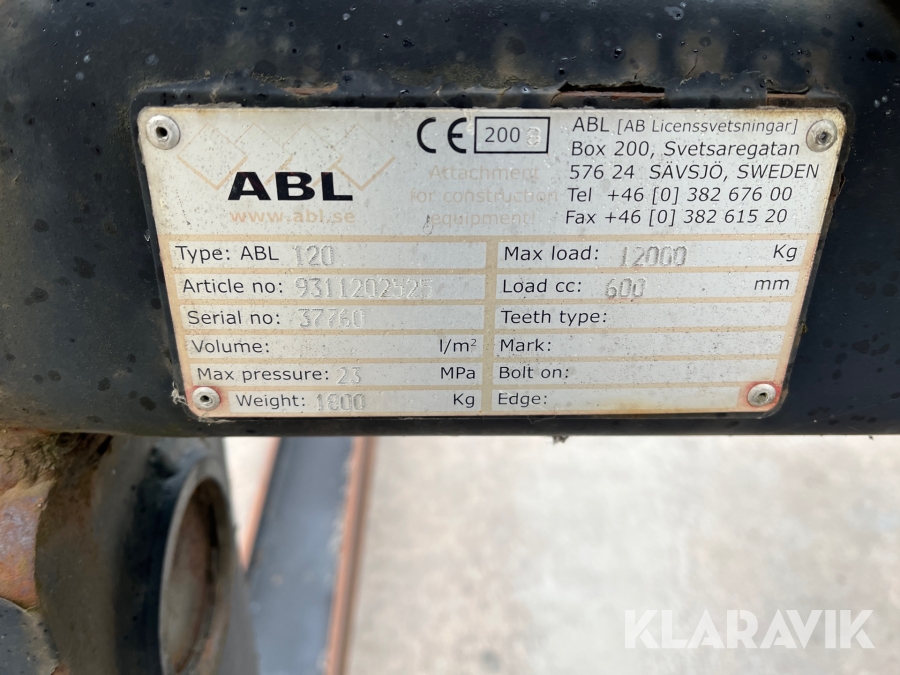 ABL
www.abl.se
CE 200
Attachment
for construction
equipment!
ABL [AB Licenssvetsningar]
Box 200, Svetsaregatan
576 24 SÄVSJÖ, SWEDEN
Tel +46 [0] 382 676 00
Fax +46 [0] 382 615 20
Type: ABL 120
Article no: 9311202525
Serial no: 37760
Volume: l/m²
Max pressure: 23 MPa
Weight: 1800 Kg
Max load: 12000 Kg
Load cc: 600 mm
Teeth type:
Mark:
Bolt on:
Edge:
KLARAVIK